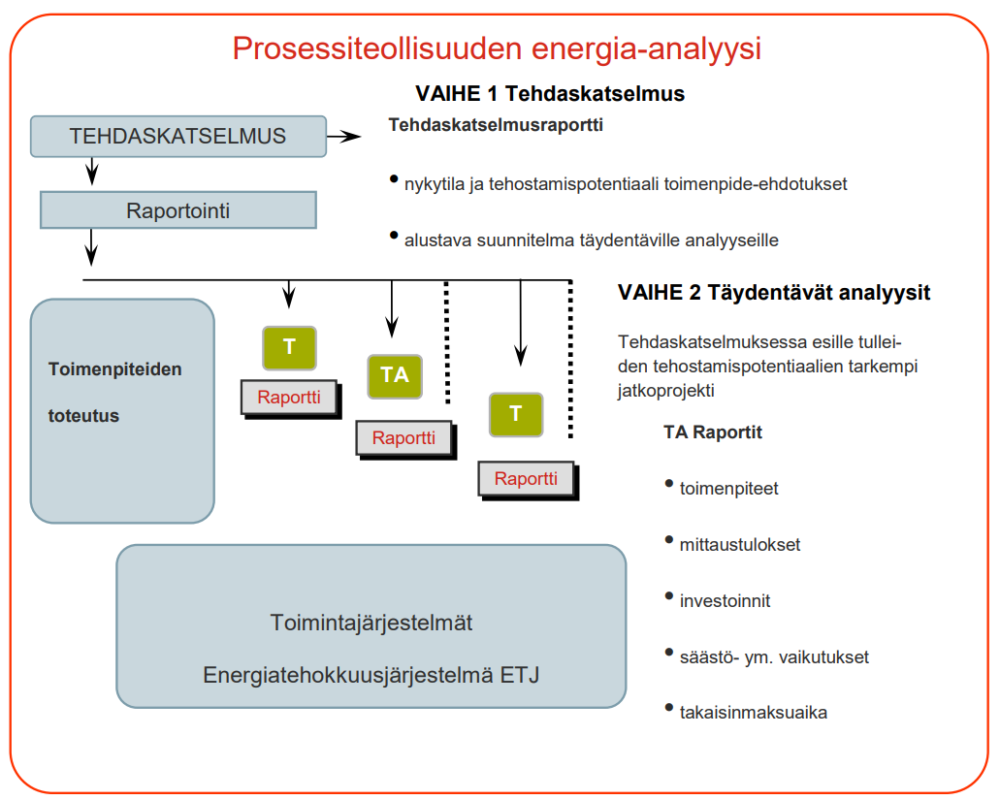 Prosessiteollisuuden energia-analyysi
VAIHE 1 Tehdaskatselmus
TEHDASKATSELMUS
Tehdaskatselmusraportti
• nykytila ja tehostamispotentiaali toimenpide-ehdotukset
Raportointi
• alustava suunnitelma täydentäville analyyseille
VAIHE 2 Täydentävät analyysit
Tehdaskatselmuksessa esille tullei-
den tehostamispotentiaalien tarkempi
jatkoprojekti
Toimenpiteiden
toteutus
T
Raportti
TA
Raportti
T
Raportti
TA Raportit
• toimenpiteet
• mittaustulokset
• investoinnit
• säästö- ym. vaikutukset
• takaisinmaksuaika
Toimintajärjestelmät
Energiatehokkuusjärjestelmä ETJ